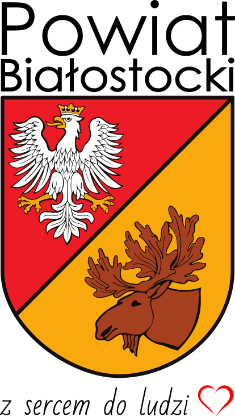 Powiat
Białostocki
z sercem do ludzi